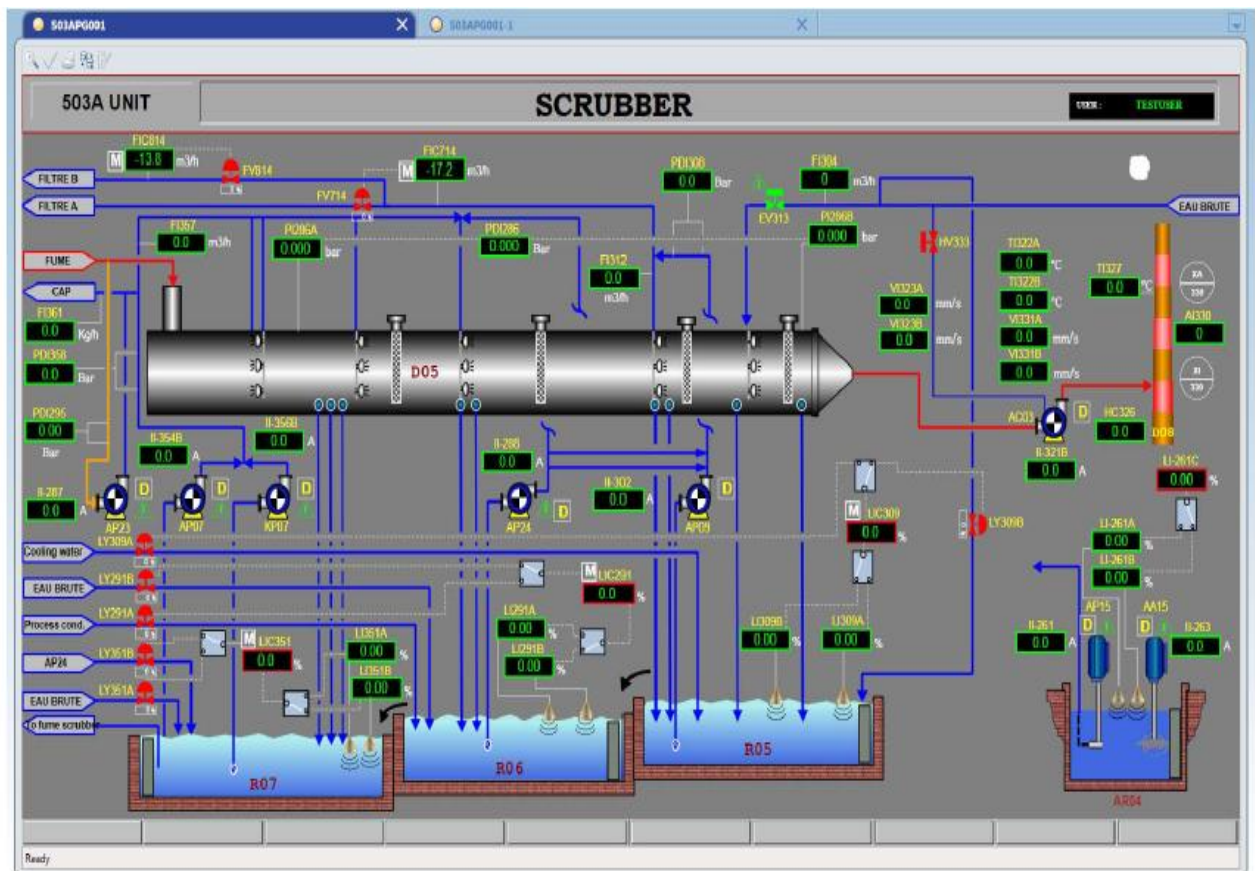 503APG001
503APG001-1
503A UNIT
SCRUBBER
USER : TESTUSER
FIC814
M -13.8 m3/h
FV814
FIC714
M -17.2 m3/h
FV714
PDI308
0.0 Bar
FI304
0 m3/h
FILTRE B
FILTRE A
EV313
EAU BRUTE
FI357
0.0 m3/h
PI286A
0.000 bar
PDI286
0.000 Bar
PI286B
0.000 bar
FI312
0.0
m3/h
HV333
TI322A
0.0 °C
TI322B
0.0 °C
VI331A
0.0 mm/s
VI331B
0.0 mm/s
TI327
0.0 °C
XA
330
AI330
0
XI
330
FUME
CAP
FI361
0.0 Kg/h
PDI358
0.0 Bar
VI323A
0.0 mm/s
VI323B
0.0 mm/s
D05
PDI295
0.00
Bar
II-354B
0.0 A
II-356B
0.0 A
II-288
0.0 A
II-302
0.0 A
AC03
D
HC326
0.0
D08
II-321B
0.0 A
II-287
0.0 A
D
AP23
D
AP07
D
KP07
AP24
D
D
AP09
LI-261C
0.00 %
LY309A
Cooling water
LY291B
EAU BRUTE
LY291A
Process cond.
LY351B
AP24
LY351A
EAU BRUTE
To fume scrubber
M LIC309
0.0 %
LY309B
LI-261A
0.00 %
LI-261B
0.00 %
M LIC291
0.0 %
LI291A
0.00 %
LI291B
0.00 %
LI309B
0.00 %
LI309A
0.00 %
M LIC351
0.0 %
LI351A
0.00 %
LI351B
0.00 %
II-261
0.0 A
AP15
D
AA15
D
II-263
0.0 A
R07
R06
R05
AR04
Ready